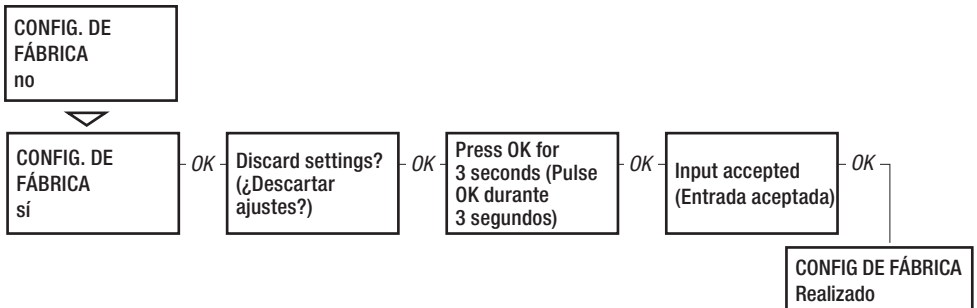 CONFIG. DE
FÁBRICA
no
CONFIG. DE
FÁBRICA
sí
OK
Discard settings?
(¿Descartar
ajustes?)
OK
Press OK for
3 seconds (Pulse
OK durante
3 segundos)
OK
Input accepted
(Entrada aceptada)
OK
CONFIG DE FÁBRICA
Realizado